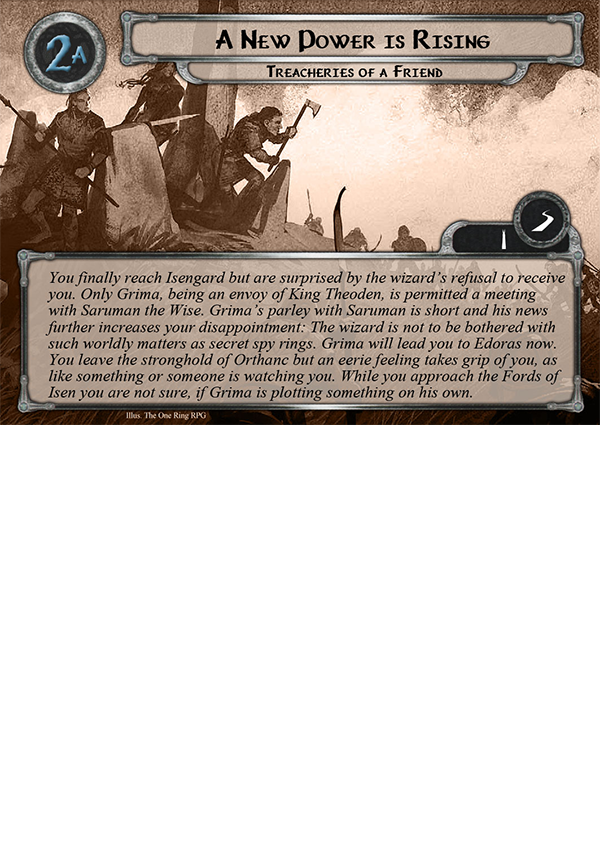 2A
A New Power is Rising
Treacheries of a Friend
You finally reach Isengard but are surprised by the wizard's refusal to receive
you. Only Grima, being an envoy of King Theoden, is permitted a meeting
with Saruman the Wise. Grima's parley with Saruman is short and his news
further increases your disappointment: The wizard is not to be bothered with
such worldly matters as secret spy rings. Grima will lead you to Edoras now.
You leave the stronghold of Orthanc but an eerie feeling takes grip of you, as
like something or someone is watching you. While you approach the Fords of
Isen you are not sure, if Grima is plotting something on his own.
Illus. The One Ring RPG